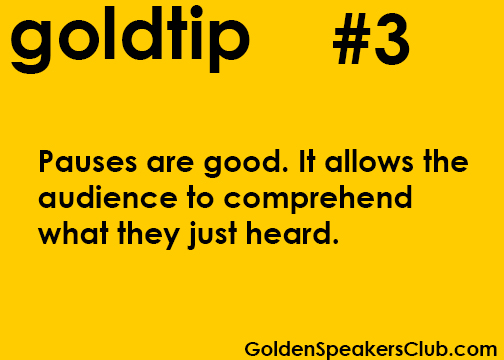 goldtip #3
Pauses are good. It allows the
audience to comprehend
what they just heard.
GoldenSpeakersClub.com